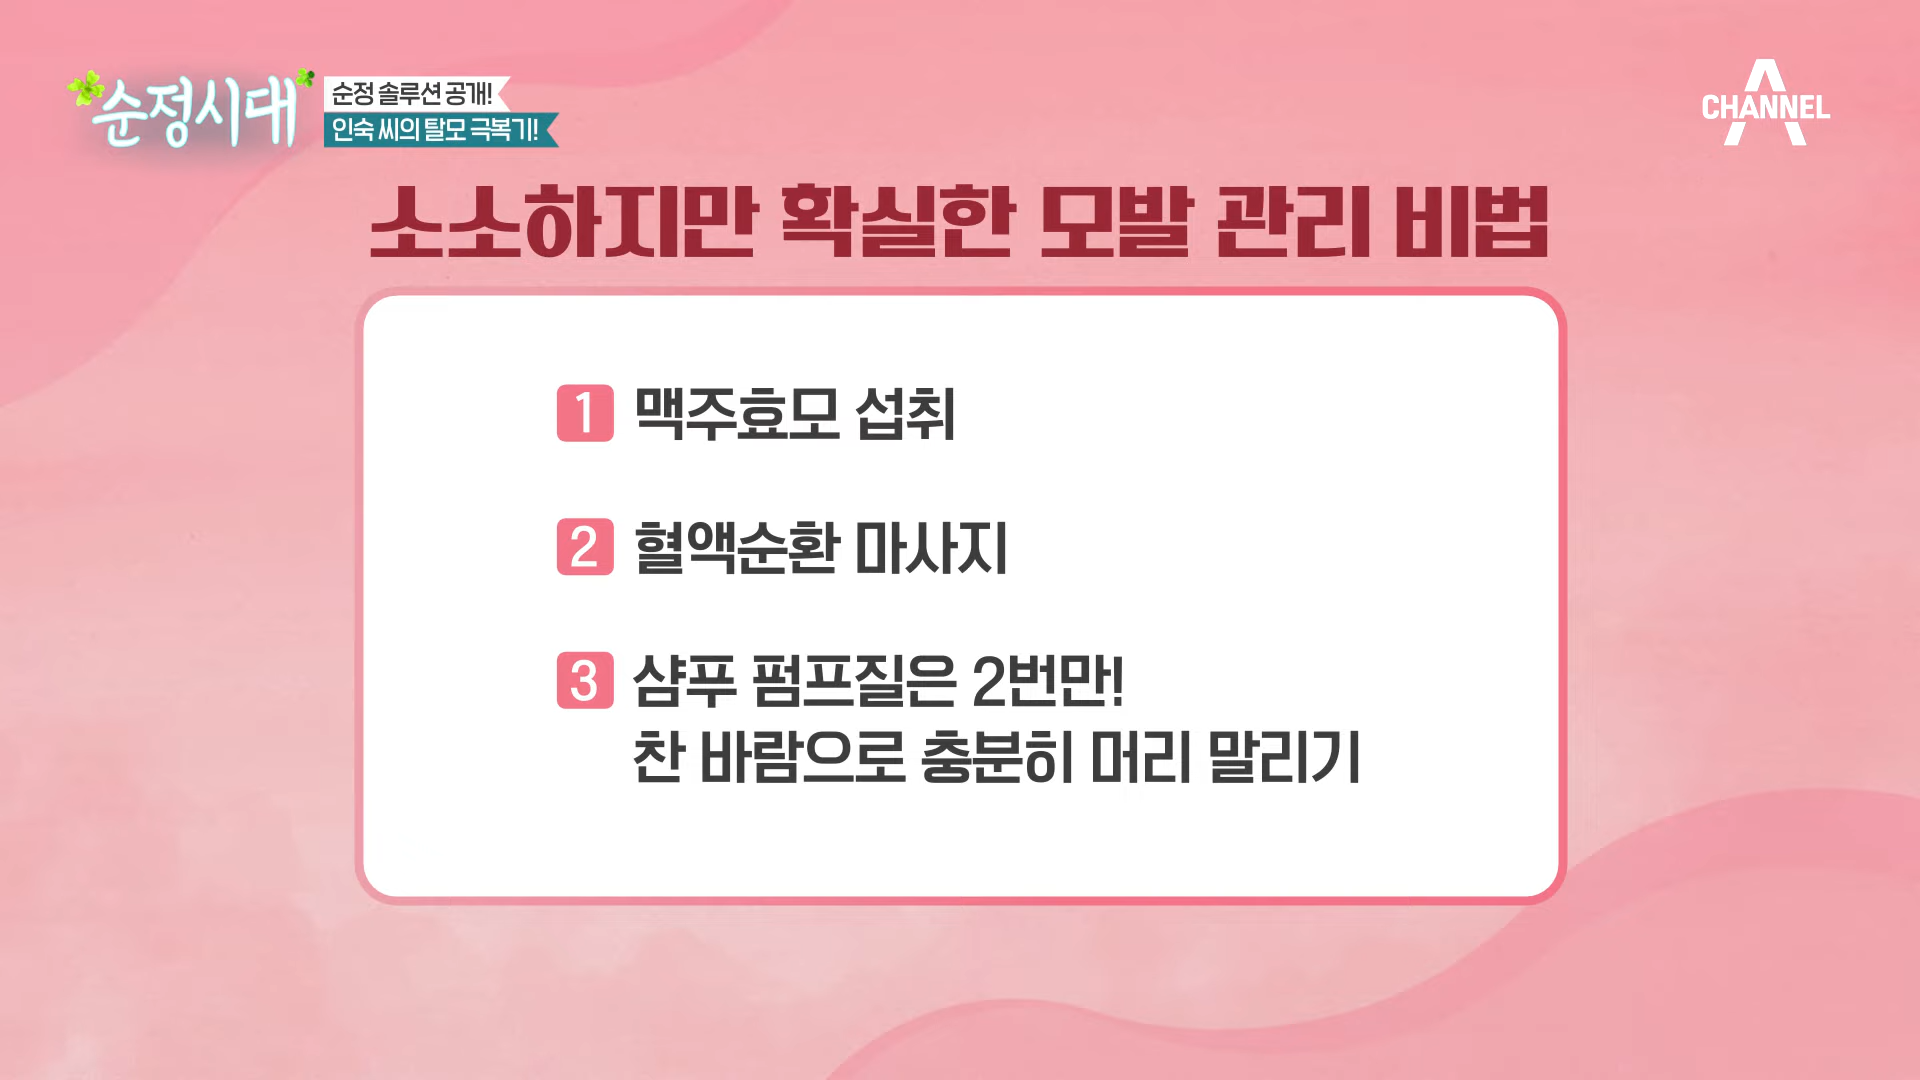 순정시대
순정 솔루션 공개!
인숙 씨의 탈모 극복기!
CHANNEL A
소소하지만 확실한 모발 관리 비법
1 맥주효모 섭취
2 혈액순환 마사지
3 샴푸 펌프질은 2번만!
찬 바람으로 충분히 머리 말리기